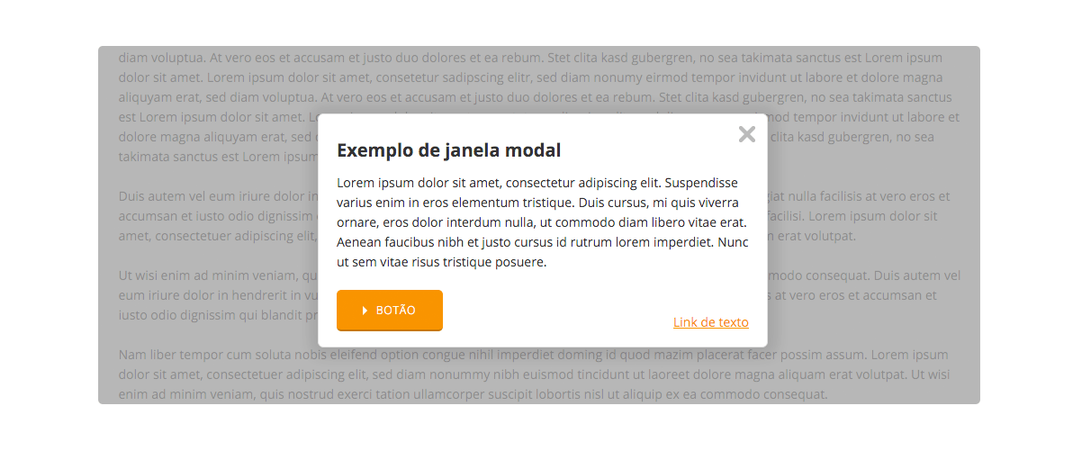 diam voluptua. At vero eos et accusam et justo duo dolores et ea rebum. Stet clita kasd gubergren, no sea takimata sanctus est Lorem ipsum
dolor sit amet. Lorem ipsum dolor sit amet, consetetur sadipscing elitr, sed diam nonumy eirmod tempor invidunt ut labore et dolore magna
aliquyam erat, sed diam voluptua. At vero eos et accusam et justo duo dolores et ea rebum. Stet clita kasd gubergren, no sea takimata sanctus
est Lorem ipsum dolor sit amet. mod tempor invidunt ut labore et
dolore magna aliquyam erat, sed clita kasd gubergren, no sea
takimata sanctus est Lorem ipsum
Exemplo de janela modal
Lorem ipsum dolor sit amet, consectetur adipiscing elit. Suspendisse
varius enim in eros elementum tristique. Duis cursus, mi quis viverra
ornare, eros dolor interdum nulla, ut commodo diam libero vitae erat.
Aenean faucibus nibh et justo cursus id rutrum lorem imperdiet. Nunc
ut sem vitae risus tristique posuere.
BOTÃO
Link de texto
Duis autem vel eum iriure dolor in giat nulla facilisis at vero eros et
accumsan et iusto odio dignissim facilisi. Lorem ipsum dolor sit
amet, consectetuer adipiscing elit, erat volutpat.
Ut wisi enim ad minim veniam, qu modo consequat. Duis autem vel
eum iriure dolor in hendrerit in vu s at vero eros et accumsan et
iusto odio dignissim qui blandit pr
Nam liber tempor cum soluta nobis eleifend option congue nihil imperdiet doming id quod mazim placerat facer possim assum. Lorem ipsum
dolor sit amet, consectetuer adipiscing elit, sed diam nonummy nibh euismod tincidunt ut laoreet dolore magna aliquam erat volutpat. Ut wisi
enim ad minim veniam, quis nostrud exerci tation ullamcorper suscipit lobortis nisl ut aliquip ex ea commodo consequat.